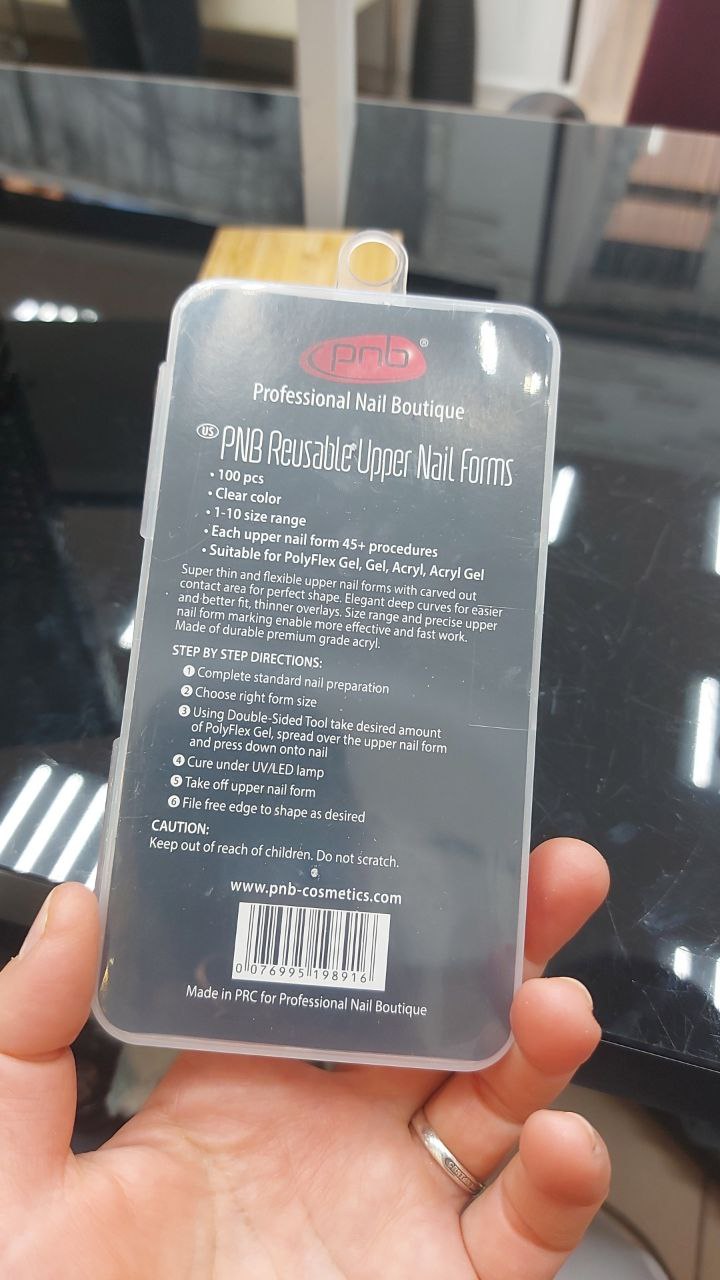 pnb®
Professional Nail Boutique
US PNB Reusable Upper Nail Forms
• 100 pcs
• Clear color
• 1-10 size range
• Each upper nail form 45+ procedures
• Suitable for PolyFlex Gel, Gel, Acryl, Acryl Gel
Super thin and flexible upper nail forms with carved out
contact area for perfect shape. Elegant deep curves for easier
and better fit, thinner overlays. Size range and precise upper
nail form marking enable more effective and fast work.
Made of durable premium grade acryl.
STEP BY STEP DIRECTIONS:
1 Complete standard nail preparation
2 Choose right form size
3 Using Double-Sided Tool take desired amount
of PolyFlex Gel, spread over the upper nail form
and press down onto nail
4 Cure under UV/LED lamp
5 Take off upper nail form
6 File free edge to shape as desired
CAUTION:
Keep out of reach of children. Do not scratch.
www.pnb-cosmetics.com
0 076995 198916
Made in PRC for Professional Nail Boutique